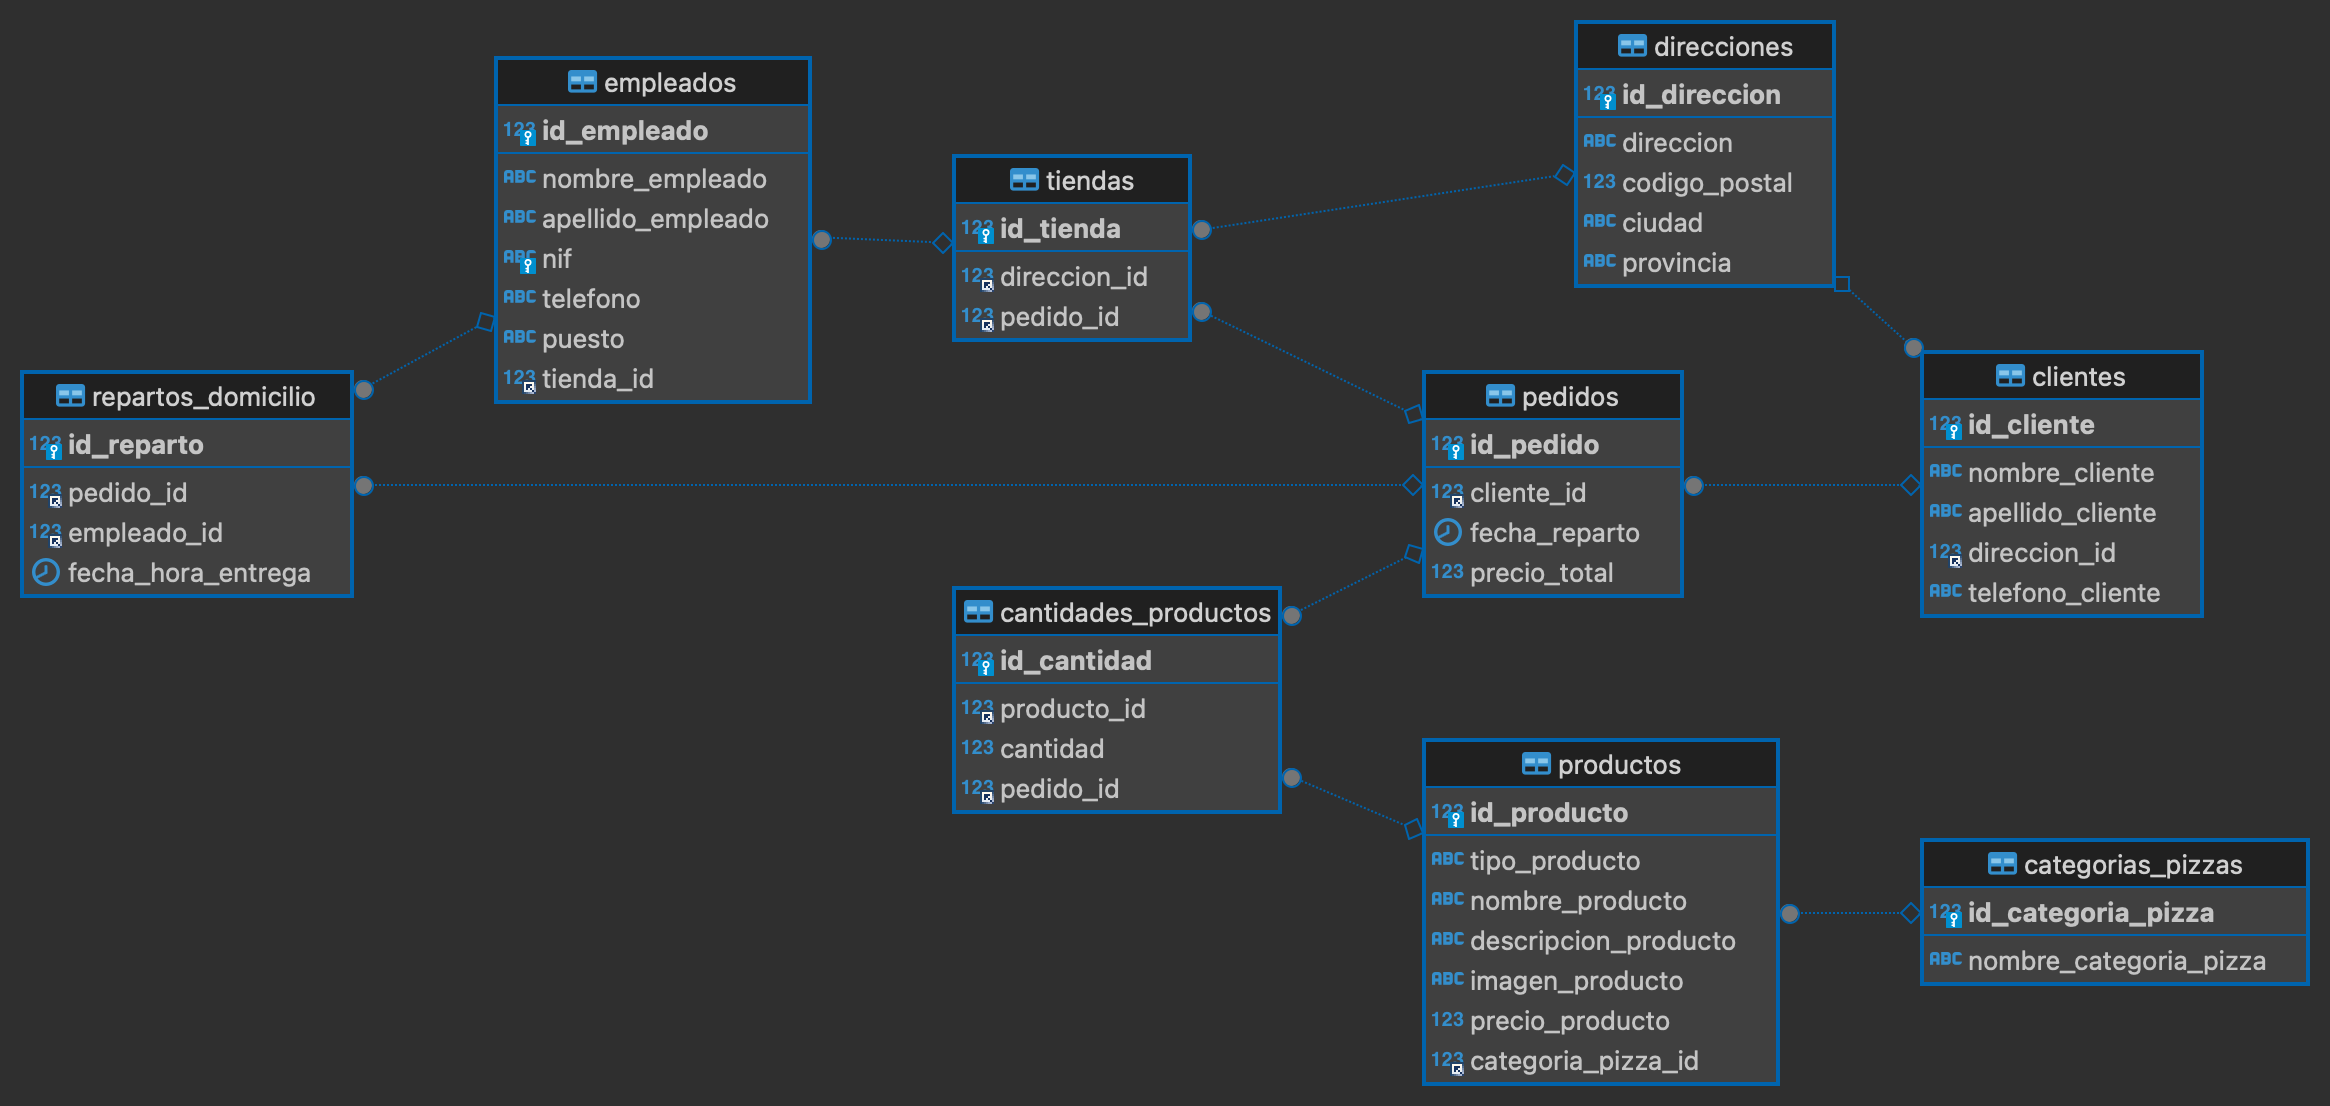 empleados
123 id_empleado
ABC nombre_empleado
ABC apellido_empleado
ABC nif
ABC telefono
ABC puesto
123 tienda_id
tiendas
123 id_tienda
123 direccion_id
123 pedido_id
direcciones
123 id_direccion
ABC direccion
123 codigo_postal
ABC ciudad
ABC provincia
repartos_domicilio
123 id_reparto
123 pedido_id
123 empleado_id
fecha_hora_entrega
pedidos
123 id_pedido
123 cliente_id
fecha_reparto
123 precio_total
clientes
123 id_cliente
ABC nombre_cliente
ABC apellido_cliente
123 direccion_id
ABC telefono_cliente
cantidades_productos
123 id_cantidad
123 producto_id
123 cantidad
123 pedido_id
productos
123 id_producto
ABC tipo_producto
ABC nombre_producto
ABC descripcion_producto
ABC imagen_producto
123 precio_producto
123 categoria_pizza_id
categorias_pizzas
123 id_categoria_pizza
ABC nombre_categoria_pizza